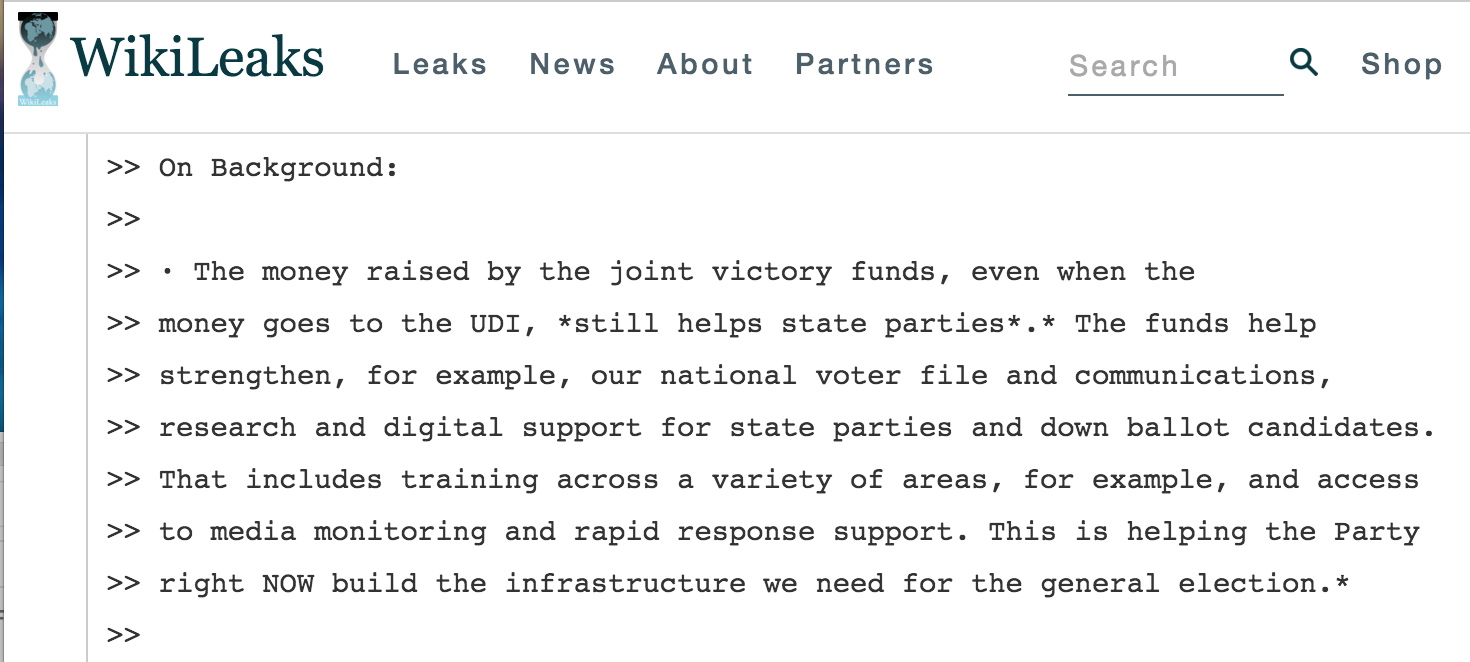 WikiLeaks Leaks News About Partners Search Shop
WikiLeaks
>> On Background:
>>
>> · The money raised by the joint victory funds, even when the
>> money goes to the UDI, *still helps state parties*.* The funds help
>> strengthen, for example, our national voter file and communications,
>> research and digital support for state parties and down ballot candidates.
>> That includes training across a variety of areas, for example, and access
>> to media monitoring and rapid response support. This is helping the Party
>> right NOW build the infrastructure we need for the general election.*
>>